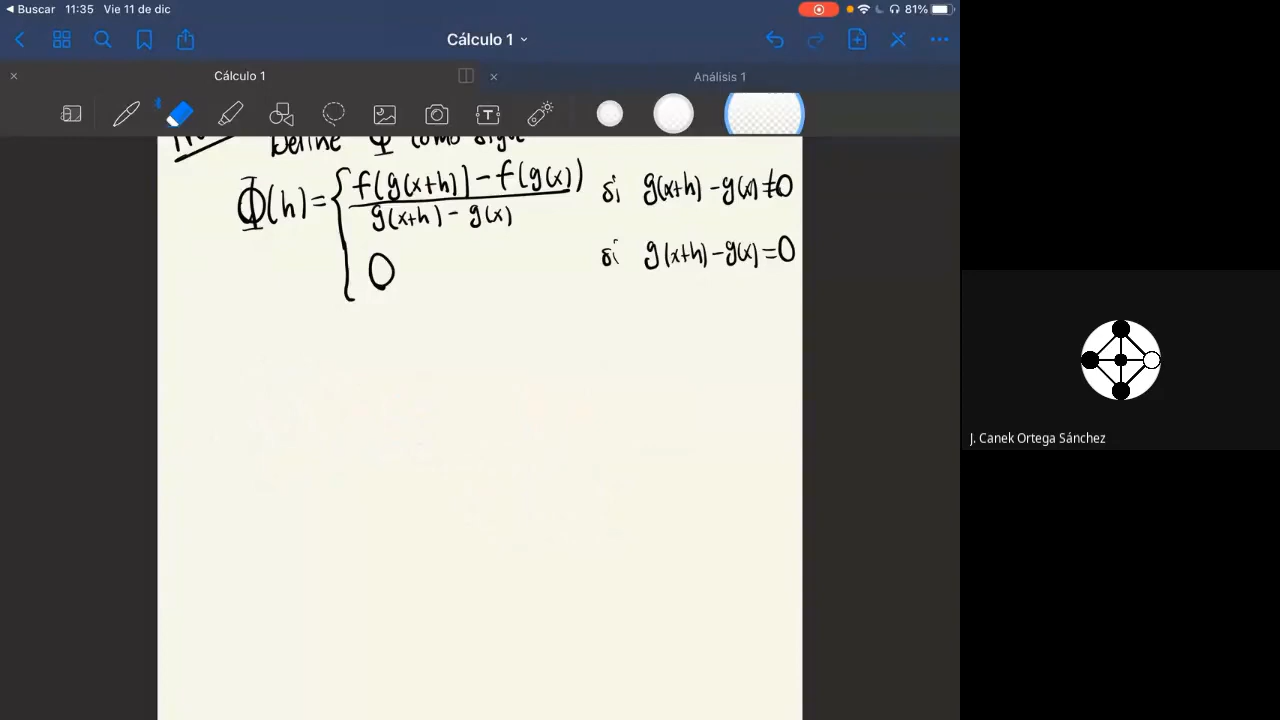 Buscar 11:35 Vie 11 de dic 81%
Cálculo 1
Cálculo 1 Análisis 1
T
Define Φ como sigue
Φ(h) = { f(g(x+h)) - f(g(x)) / g(x+h) - g(x) si g(x+h) - g(x) ≠ 0
0 si g(x+h) - g(x) = 0
J. Canek Ortega Sánchez